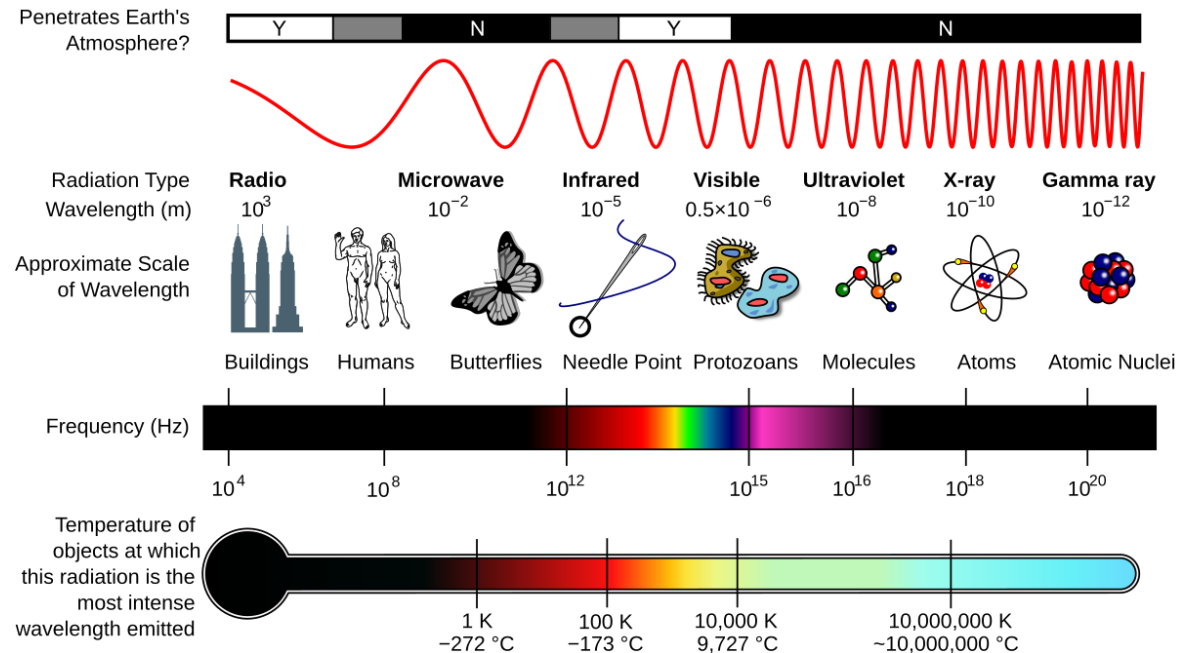 Penetrates Earth's
Atmosphere?
Y N Y N
Radiation Type
Radio Microwave Infrared Visible Ultraviolet X-ray Gamma ray
Wavelength (m)
10³ 10⁻² 10⁻⁵ 0.5×10⁻⁶ 10⁻⁸ 10⁻¹⁰ 10⁻¹²
Approximate Scale
of Wavelength
Buildings Humans Butterflies Needle Point Protozoans Molecules Atoms Atomic Nuclei
Frequency (Hz)
10⁴ 10⁸ 10¹² 10¹⁵ 10¹⁶ 10¹⁸ 10²⁰
Temperature of
objects at which
this radiation is the
most intense
wavelength emitted
1 K 100 K 10,000 K 10,000,000 K
−272 °C −173 °C 9,727 °C ~10,000,000 °C